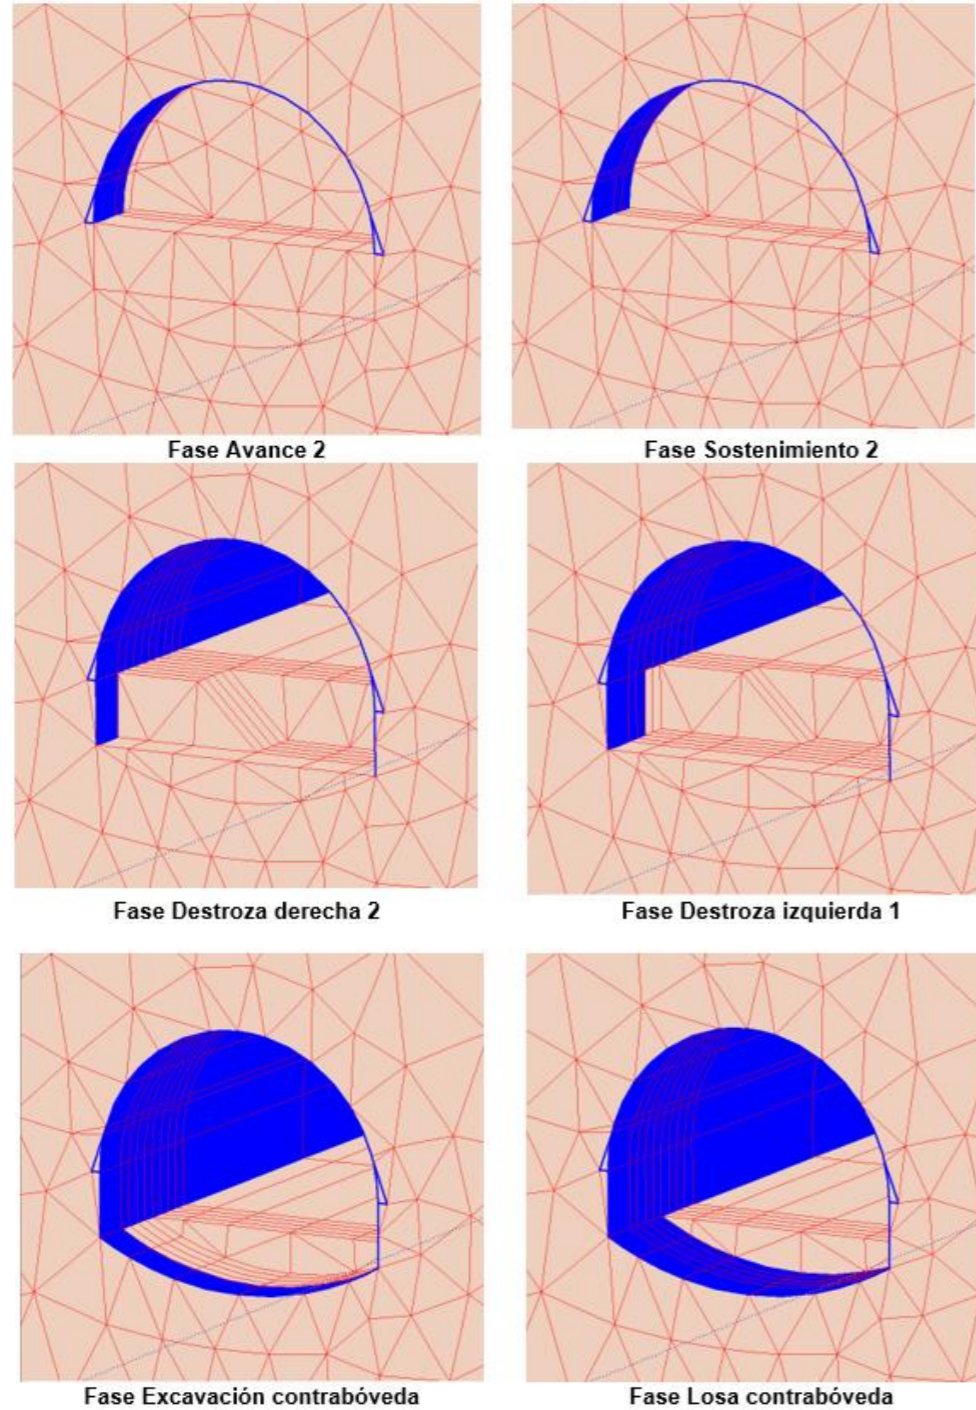 Fase Avance 2
Fase Sostenimiento 2
Fase Destroza derecha 2
Fase Destroza izquierda 1
Fase Excavación contrabóveda
Fase Losa contrabóveda